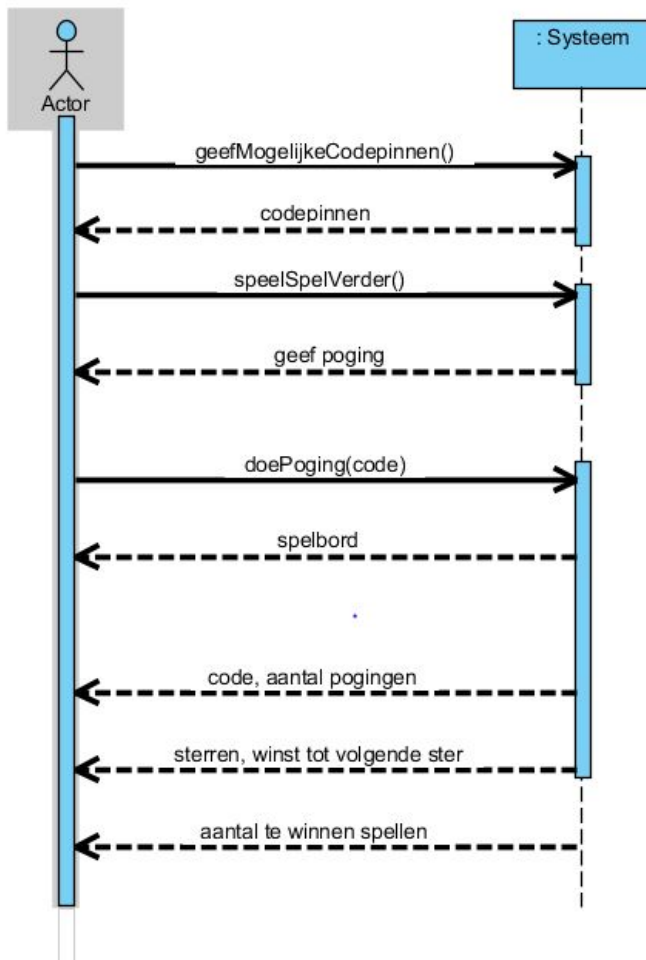 : Systeem
Actor
geefMogelijkeCodepinnen()
codepinnen
speelSpelVerder()
geef poging
doePoging(code)
spelbord
code, aantal pogingen
sterren, winst tot volgende ster
aantal te winnen spellen